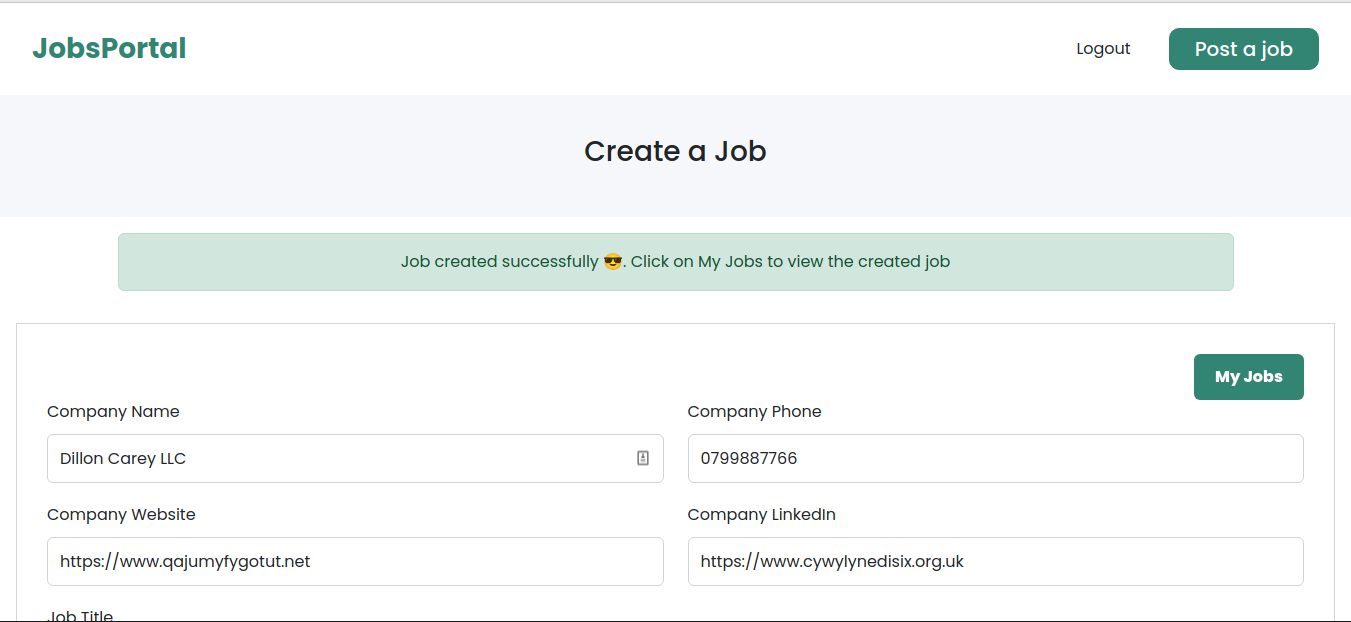 JobsPortal
Logout
Post a job
Create a Job
Job created successfully 😎. Click on My Jobs to view the created job
My Jobs
Company Name
Company Phone
Dillon Carey LLC
0799887766
Company Website
Company LinkedIn
https://www.qajumyfygotut.net
https://www.cywylynedisix.org.uk
Job Title